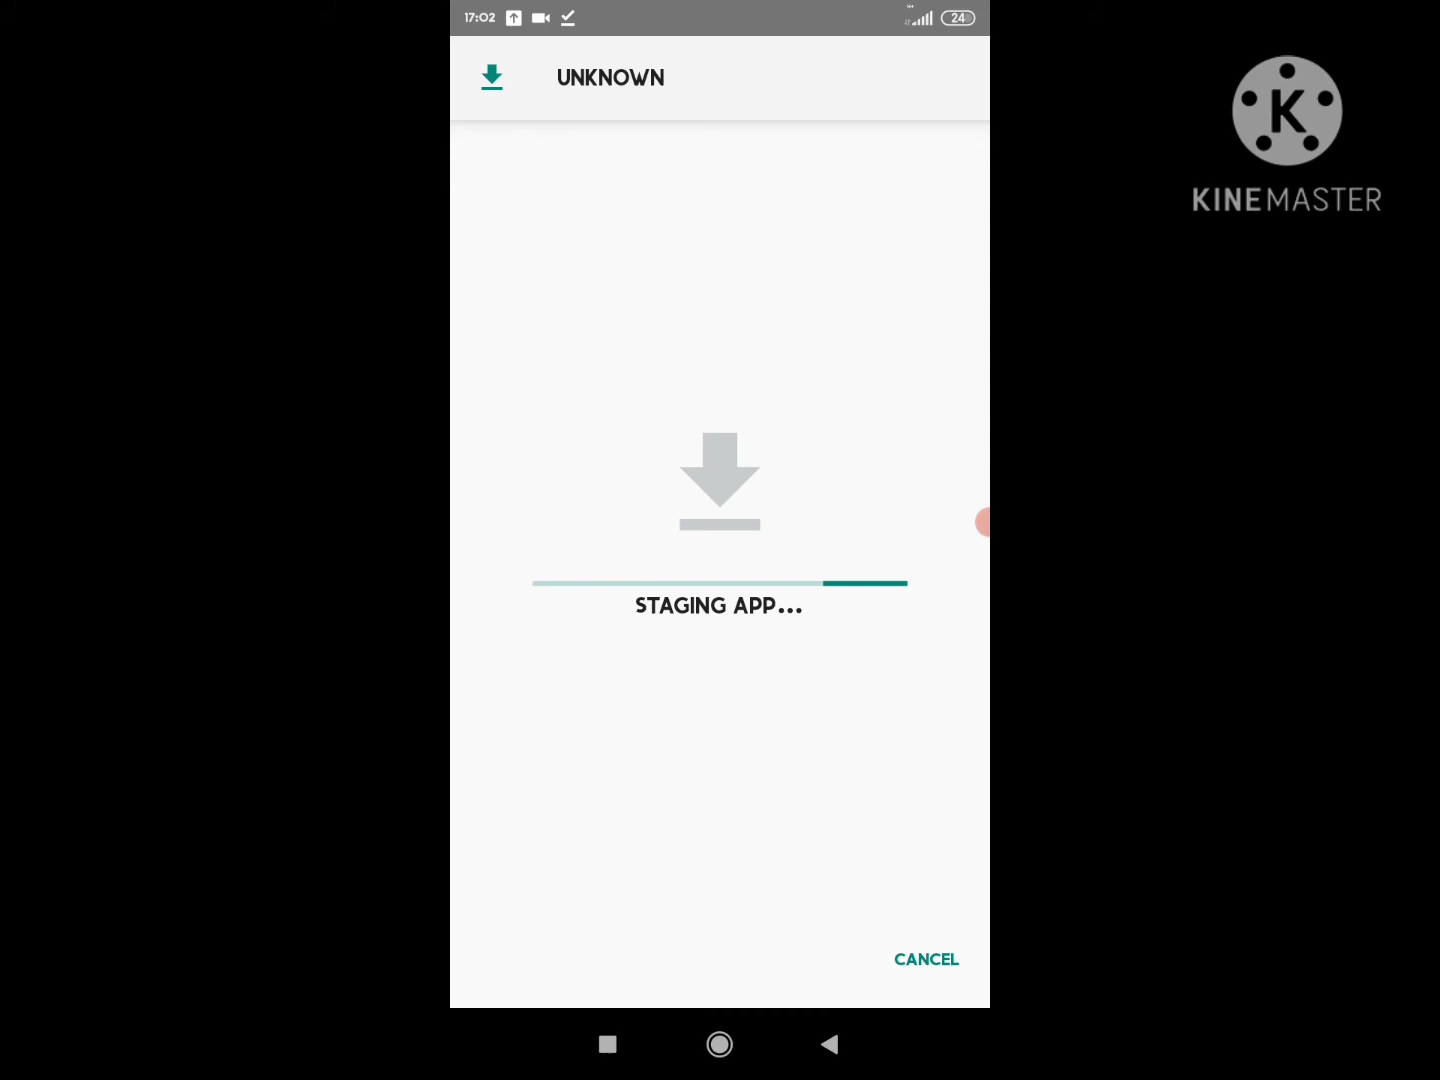 17:02
24
UNKNOWN
K
KINEMASTER
STAGING APP...
CANCEL